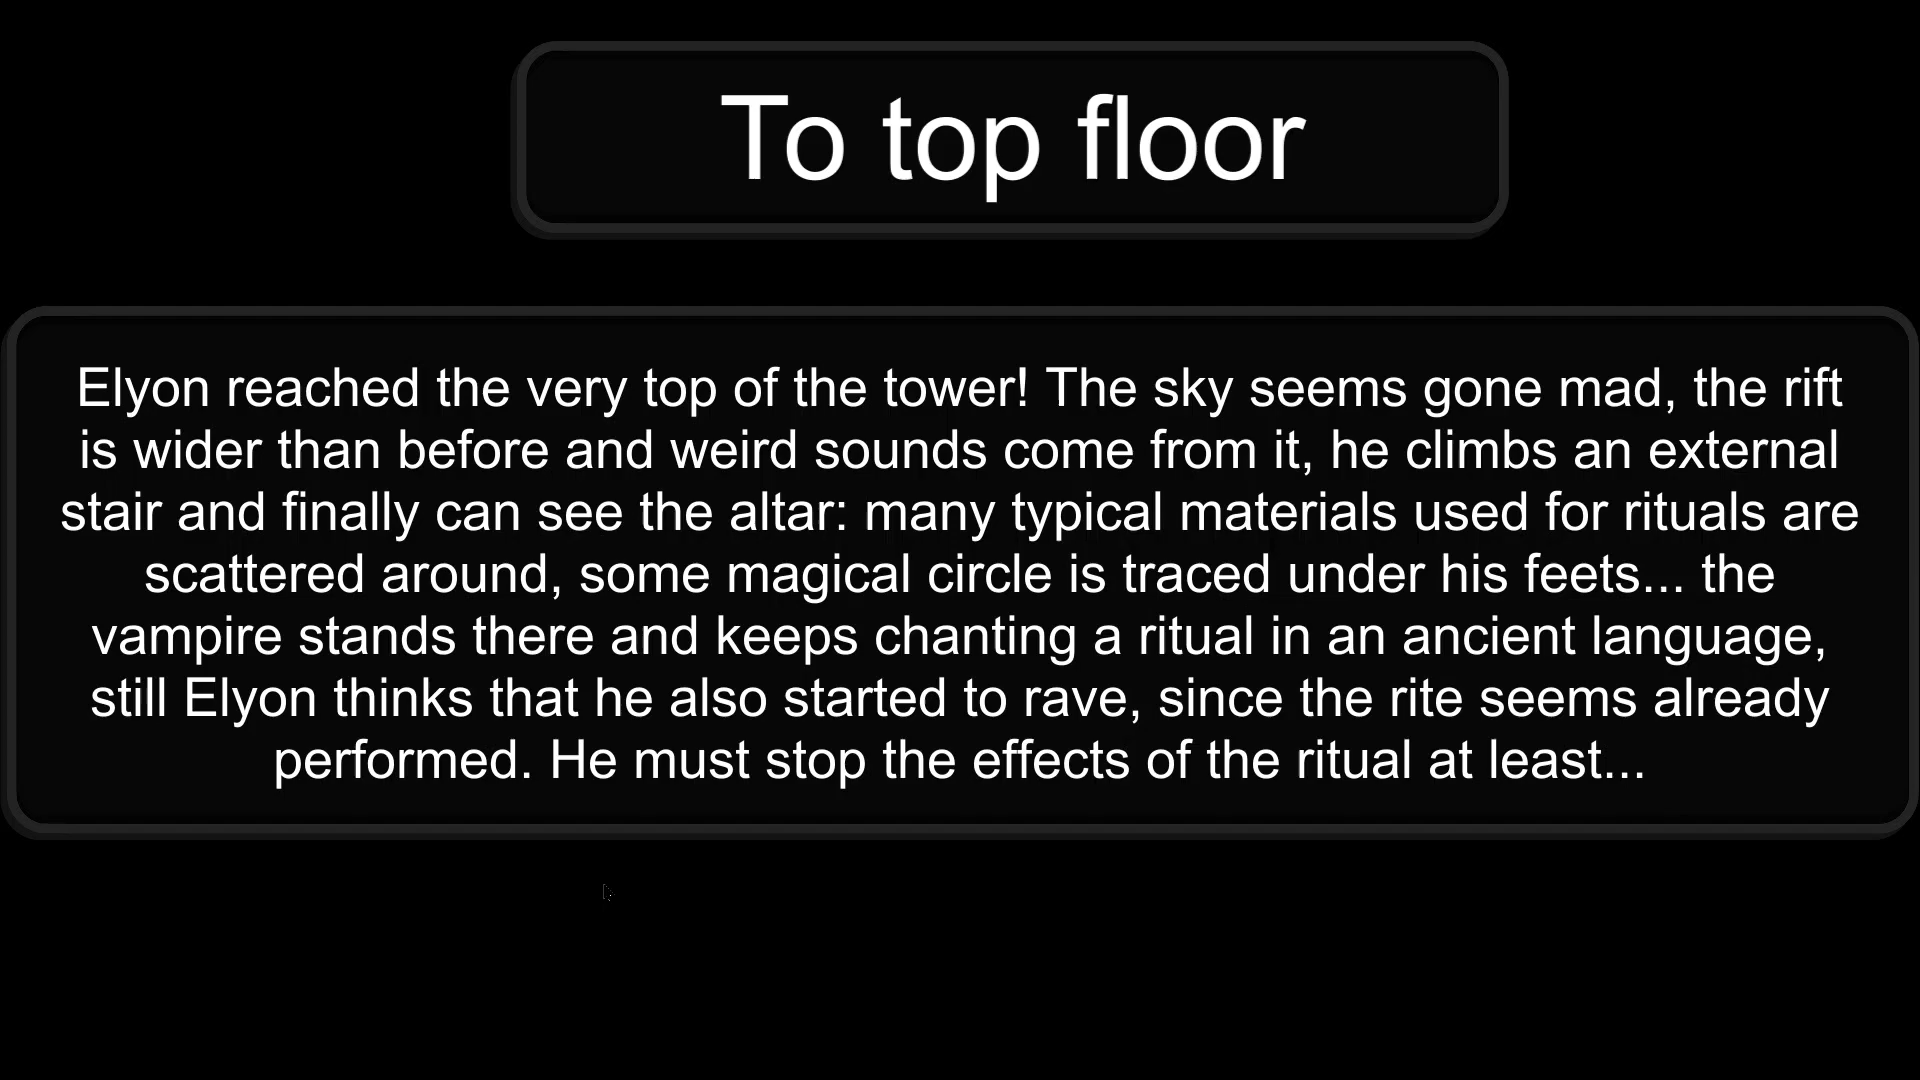 To top floor
Elyon reached the very top of the tower! The sky seems gone mad, the rift
is wider than before and weird sounds come from it, he climbs an external
stair and finally can see the altar: many typical materials used for rituals are
scattered around, some magical circle is traced under his feets... the
vampire stands there and keeps chanting a ritual in an ancient language,
still Elyon thinks that he also started to rave, since the rite seems already
performed. He must stop the effects of the ritual at least...